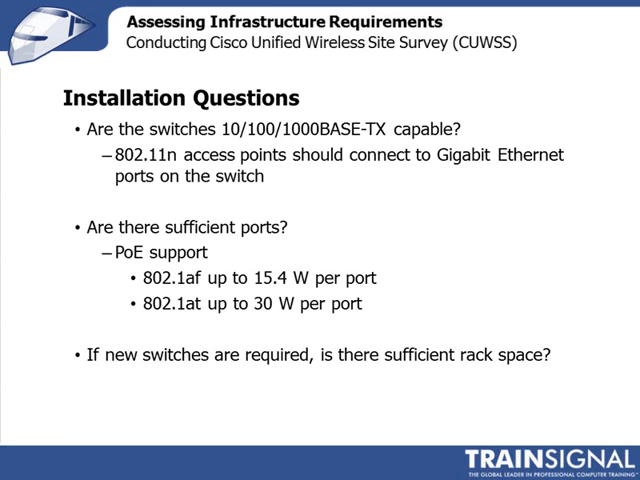 Assessing Infrastructure Requirements
Conducting Cisco Unified Wireless Site Survey (CUWSS)
Installation Questions
• Are the switches 10/100/1000BASE-TX capable?
– 802.11n access points should connect to Gigabit Ethernet
ports on the switch
• Are there sufficient ports?
– PoE support
• 802.1af up to 15.4 W per port
• 802.1at up to 30 W per port
• If new switches are required, is there sufficient rack space?
TRAINSIGNAL
THE GLOBAL LEADER IN PROFESSIONAL COMPUTER TRAINING